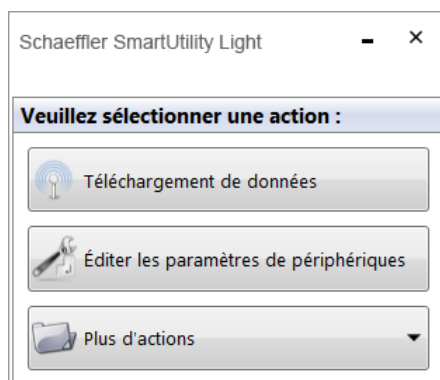 Schaeffler SmartUtility Light
Veuillez sélectionner une action :
Téléchargement de données
Éditer les paramètres de périphériques
Plus d'actions